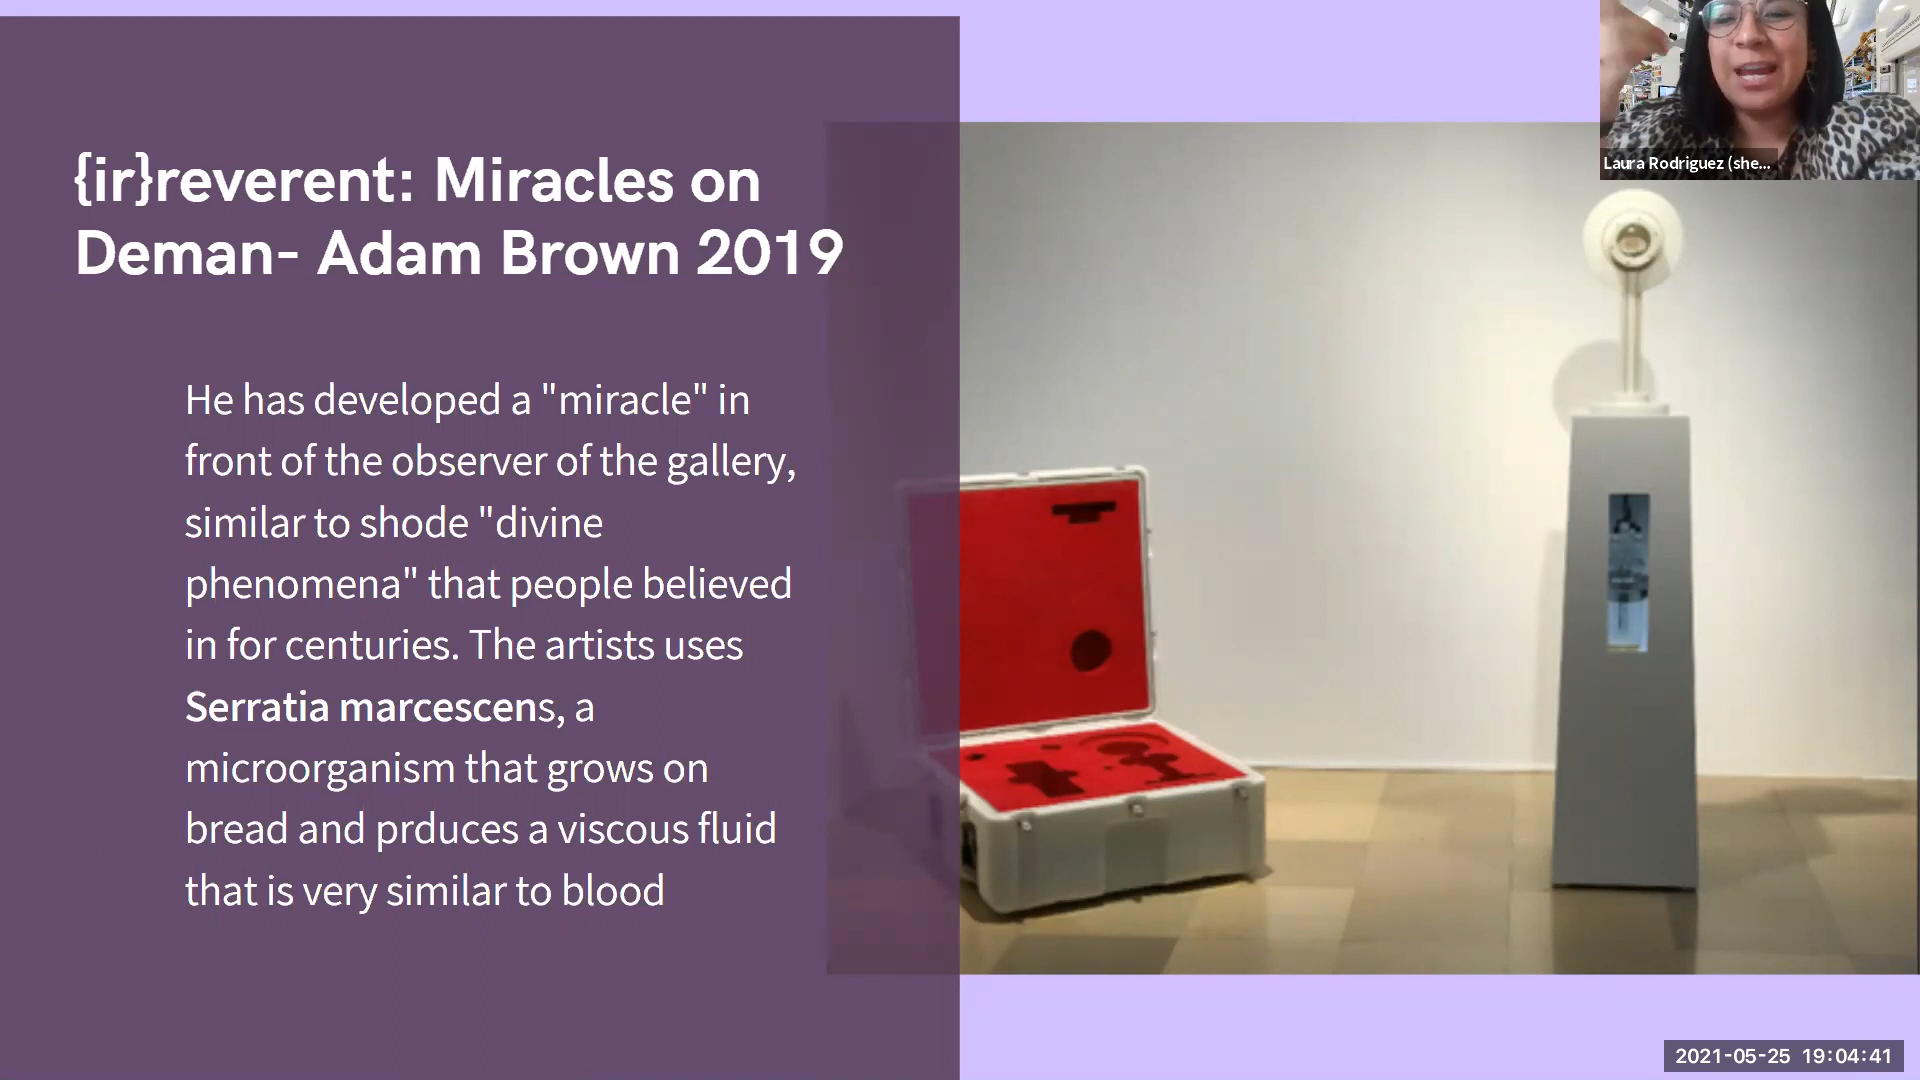 {ir}reverent: Miracles on
Deman- Adam Brown 2019
He has developed a "miracle" in
front of the observer of the gallery,
similar to shode "divine
phenomena" that people believed
in for centuries. The artists uses
Serratia marcescens, a
microorganism that grows on
bread and prduces a viscous fluid
that is very similar to blood
Laura Rodriguez (she...
2021-05-25 19:04:41